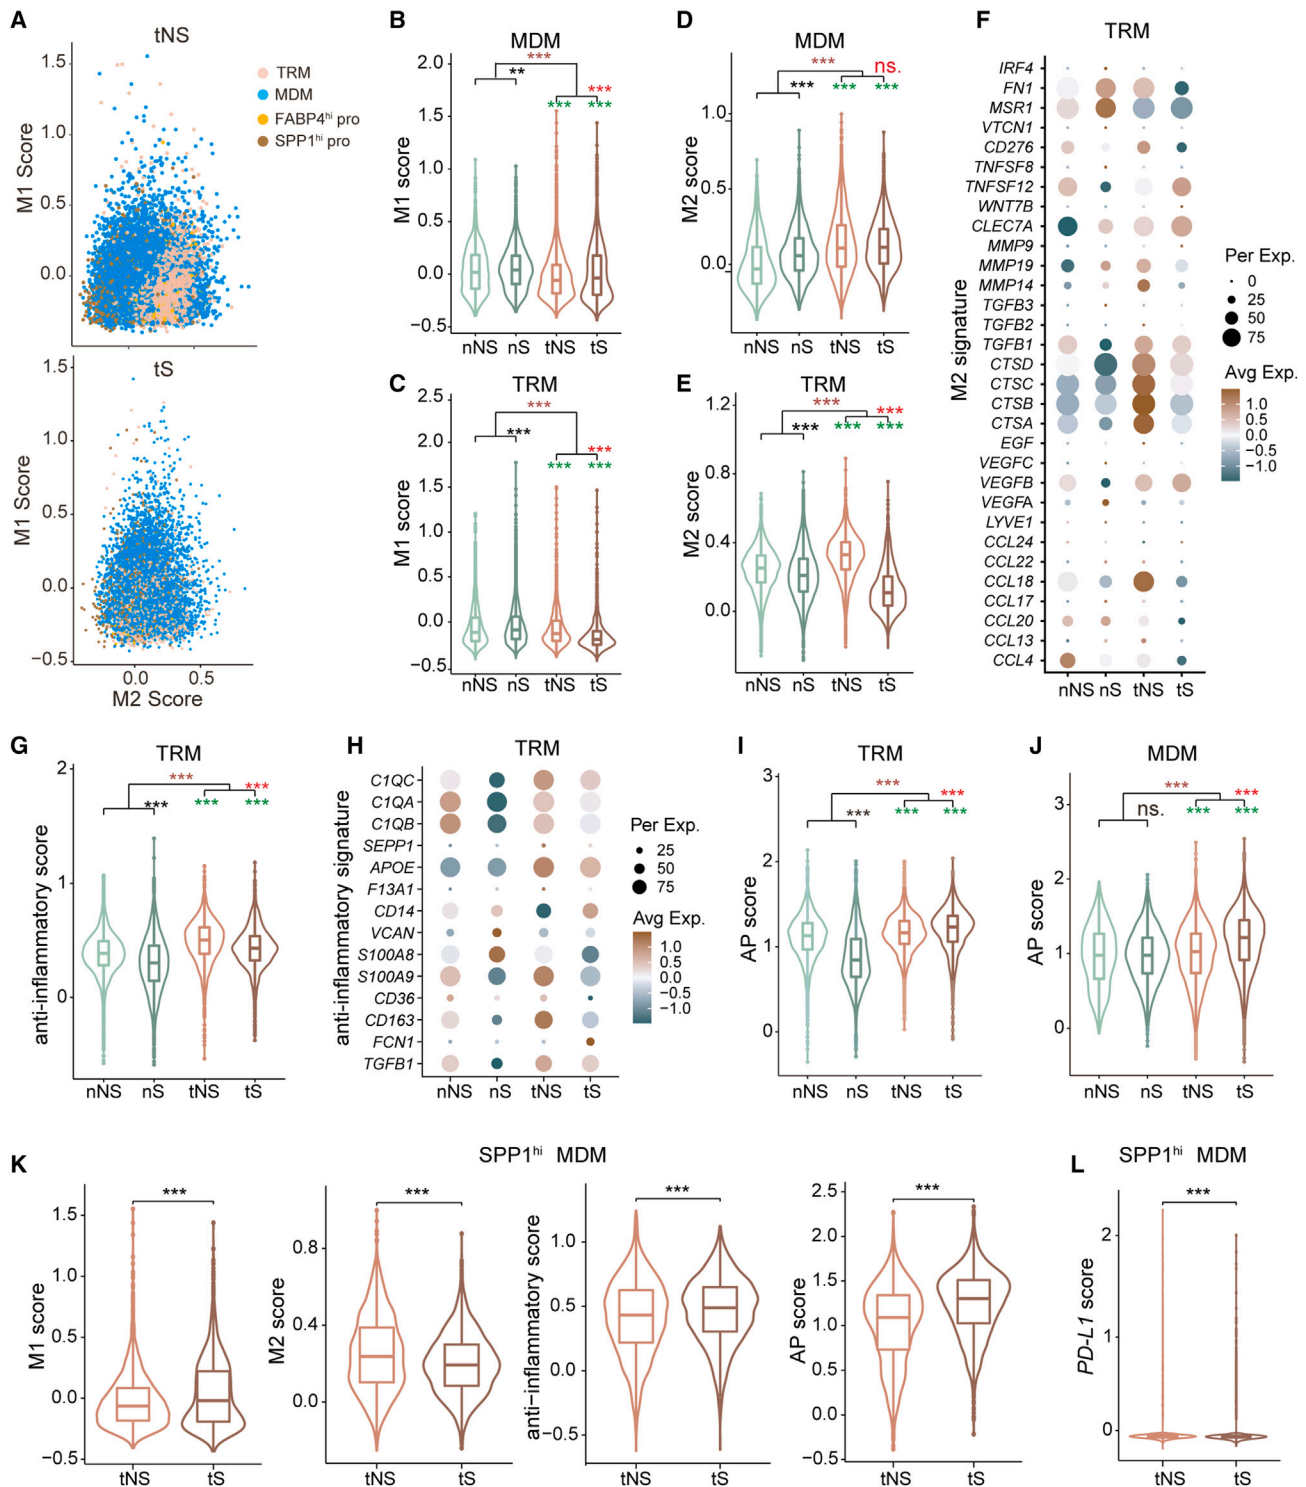 A
tNS
M1 Score
1.5
1.0
0.5
0.0
TRM
MDM
FABP4hi pro
SPP1hi pro
tS
M1 Score
1.5
1.0
0.5
0.0
−0.5
0.0 0.5
M2 Score
B
MDM
***
**
***
*** ***
M1 score
2.0
1.5
1.0
0.5
0.0
−0.5
nNS nS tNS tS
C
TRM
***
***
***
*** ***
M1 score
2.5
2.0
1.5
1.0
0.5
0.0
−0.5
nNS nS tNS tS
D
MDM
***
ns.
***
*** ***
M2 score
1.0
0.5
0.0
nNS nS tNS tS
E
TRM
***
***
***
*** ***
M2 score
1.2
0.8
0.4
0.0
nNS nS tNS tS
F
TRM
M2 signature
IRF4
FN1
MSR1
VTCN1
CD276
TNFSF8
TNFSF12
WNT7B
CLEC7A
MMP9
MMP19
MMP14
TGFB3
TGFB2
TGFB1
CTSD
CTSC
CTSB
CTSA
EGF
VEGFC
VEGFB
VEGFA
LYVE1
CCL24
CCL22
CCL18
CCL17
CCL20
CCL13
CCL4
nNS nS tNS tS
Per Exp.
0
25
50
75
Avg Exp.
1.0
0.5
0.0
−0.5
−1.0
G
TRM
***
***
***
*** ***
anti-inflammatory score
2
1
0
nNS nS tNS tS
H
TRM
anti-inflammatory signature
C1QC
C1QA
C1QB
SEPP1
APOE
F13A1
CD14
VCAN
S100A8
S100A9
CD36
CD163
FCN1
TGFB1
nNS nS tNS tS
Per Exp.
25
50
75
Avg Exp.
1.0
0.5
0.0
−0.5
−1.0
I
TRM
***
***
***
*** ***
AP score
3
2
1
0
nNS nS tNS tS
J
MDM
***
***
ns.
*** ***
AP score
3
2
1
0
nNS nS tNS tS
K
SPP1hi MDM
***
M1 score
1.5
1.0
0.5
0.0
−0.5
tNS tS
***
M2 score
0.8
0.4
0.0
tNS tS
***
anti−inflammatory score
1.0
0.5
0.0
−0.5
tNS tS
***
AP score
2.5
2.0
1.5
1.0
0.5
0.0
−0.5
tNS tS
L
SPP1hi MDM
***
PD-L1 score
2
1
0
tNS tS